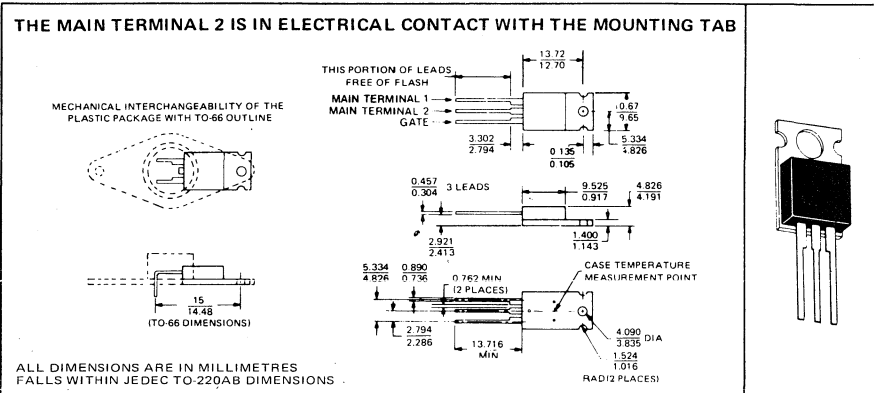 THE MAIN TERMINAL 2 IS IN ELECTRICAL CONTACT WITH THE MOUNTING TAB
13.72
12.70
THIS PORTION OF LEADS
FREE OF FLASH
MAIN TERMINAL 1
MAIN TERMINAL 2
GATE
0.67
9.65
3.302
2.794
0.135
0.105
5.334
4.826
MECHANICAL INTERCHANGEABILITY OF THE
PLASTIC PACKAGE WITH TO-66 OUTLINE
0.457
0.304
3 LEADS
9.525
0.917
4.826
4.191
2.921
2.413
1.400
1.143
15
14.48
(TO-66 DIMENSIONS)
5.334
4.826
0.890
0.736
0.762 MIN
(2 PLACES)
CASE TEMPERATURE
MEASUREMENT POINT
2.794
2.286
13.716
MIN
4.090
3.835
DIA
1.524
1.016
RAD(2 PLACES)
ALL DIMENSIONS ARE IN MILLIMETRES
FALLS WITHIN JEDEC TO-220AB DIMENSIONS